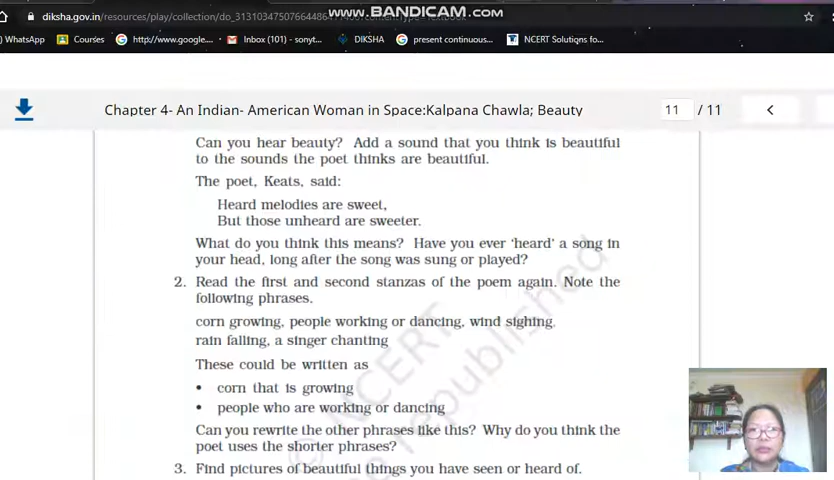 www.BANDICAM.com
diksha.gov.in/resources/play/collection/do_31310347507664486
WhatsApp Courses http://www.google.... Inbox (101) - sonyt... DIKSHA present continuous... NCERT Solutions fo...
Chapter 4- An Indian- American Woman in Space:Kalpana Chawla; Beauty 11 / 11
Can you hear beauty? Add a sound that you think is beautiful
to the sounds the poet thinks are beautiful.
The poet, Keats, said:
Heard melodies are sweet,
But those unheard are sweeter.
What do you think this means? Have you ever ‘heard’ a song in
your head, long after the song was sung or played?
2. Read the first and second stanzas of the poem again. Note the
following phrases.
corn growing, people working or dancing, wind sighing,
rain falling, a singer chanting
These could be written as
• corn that is growing
• people who are working or dancing
Can you rewrite the other phrases like this? Why do you think the
poet uses the shorter phrases?
3. Find pictures of beautiful things you have seen or heard of.
© NCERT
be republished